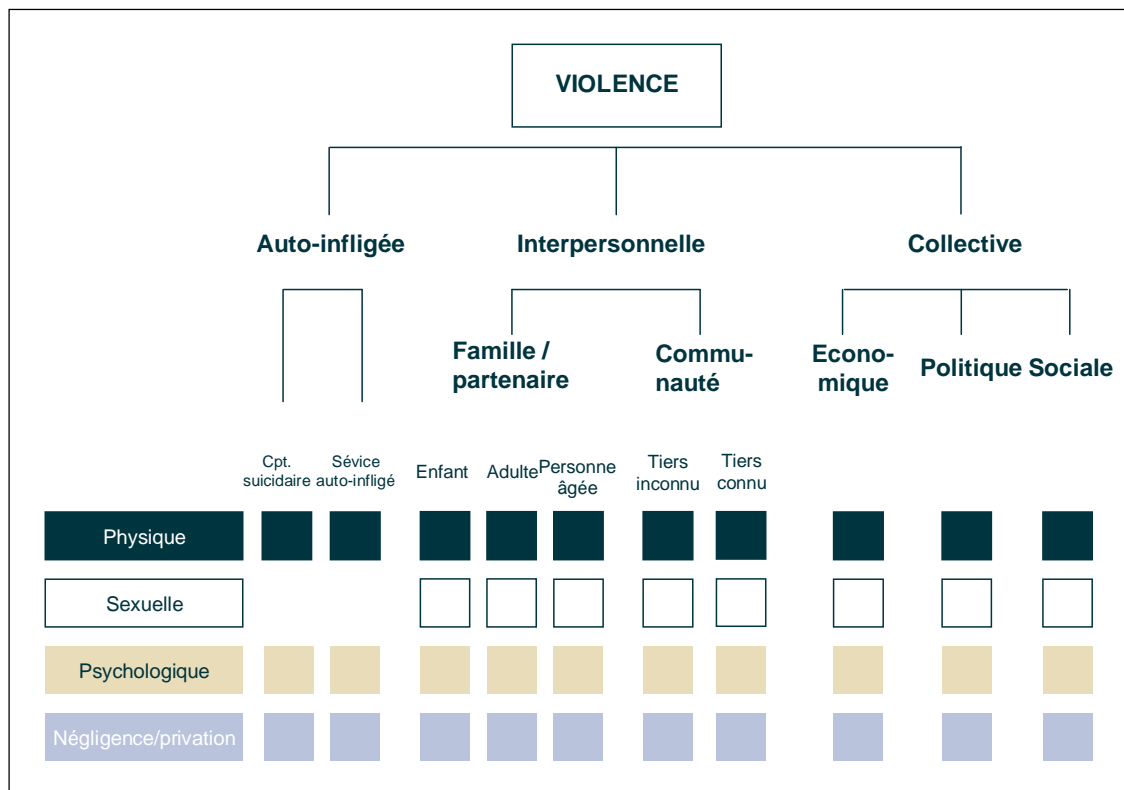 VIOLENCE
Auto-infligée
Interpersonnelle
Collective
Famille /
partenaire
Commu-
nauté
Econo-
mique
Politique Sociale
Cpt.
suicidaire
Sévice
auto-infligé
Enfant
Adulte
Personne
âgée
Tiers
inconnu
Tiers
connu
Physique
Sexuelle
Psychologique
Négligence/privation